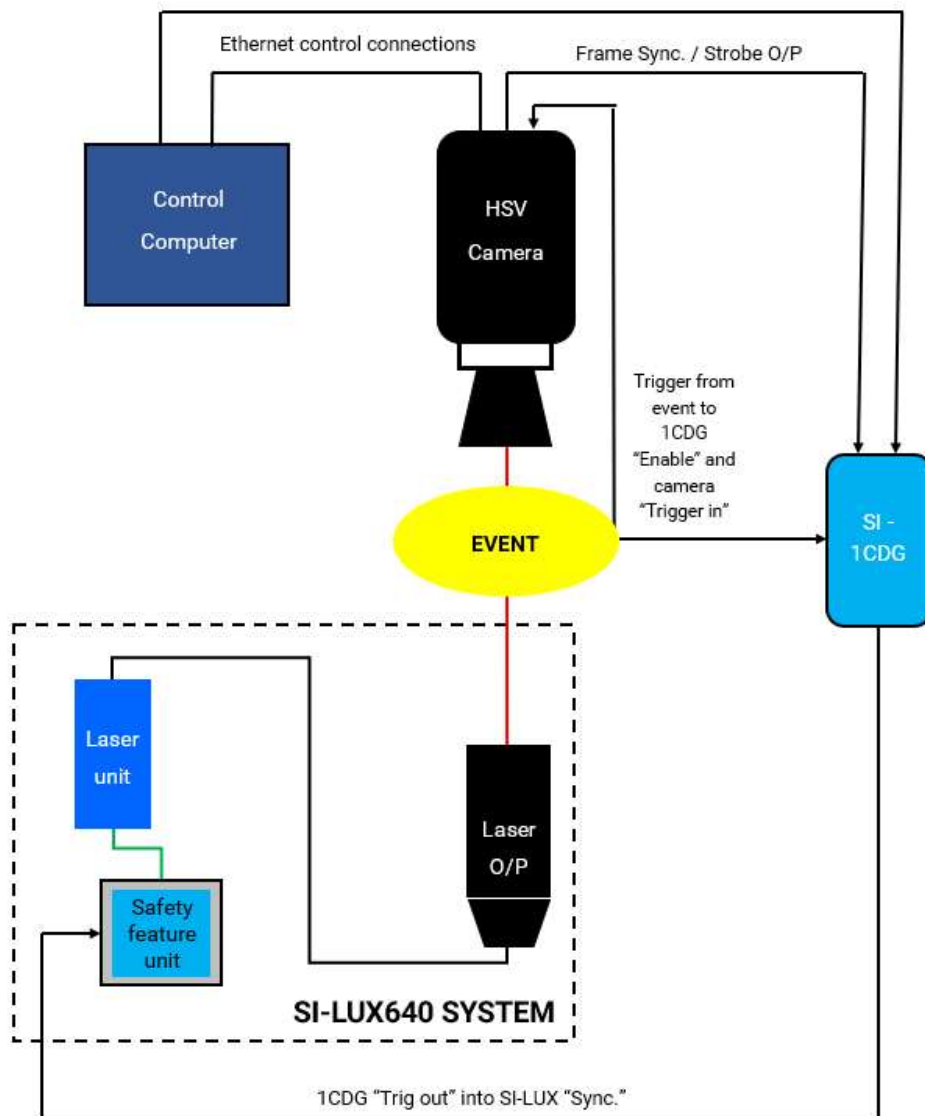 Ethernet control connections
Frame Sync. / Strobe O/P
Control
Computer
HSV
Camera
Trigger from
event to
1CDG
“Enable” and
camera
“Trigger in”
SI -
1CDG
EVENT
Laser
unit
Laser
O/P
Safety
feature
unit
SI-LUX640 SYSTEM
1CDG “Trig out” into SI-LUX “Sync.”